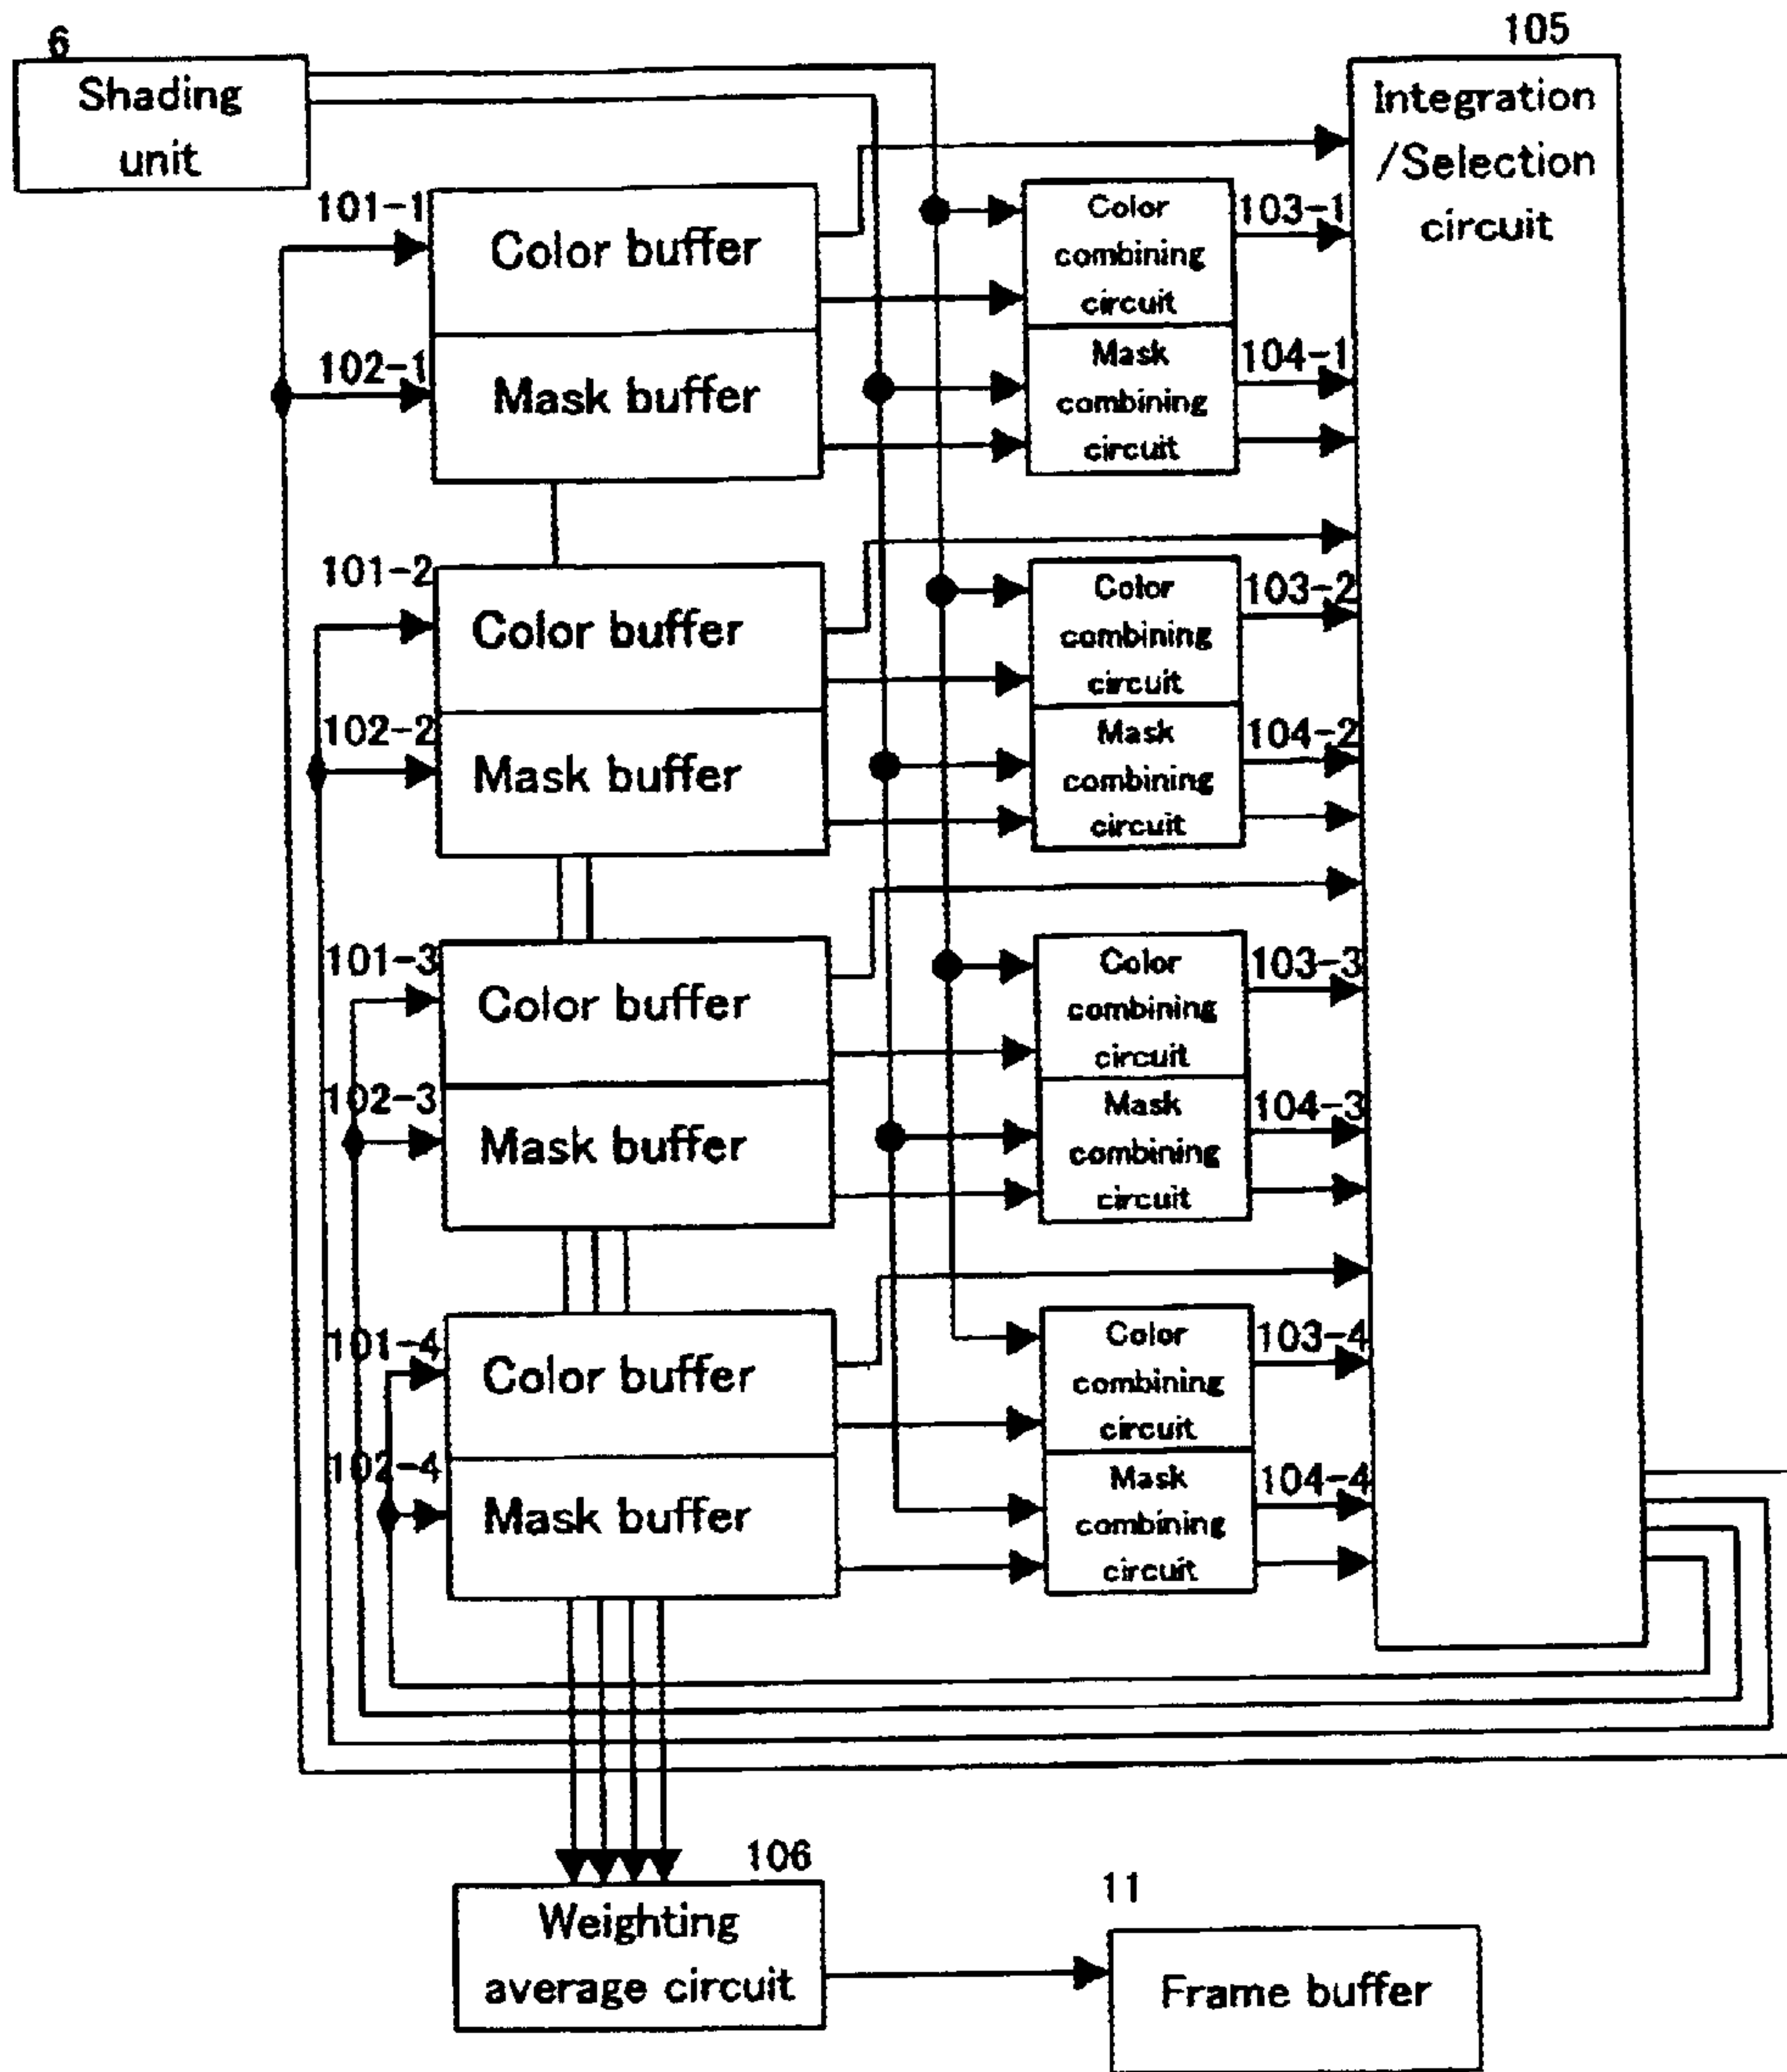 6
Shading
unit
105
Integration
/Selection
circuit
101-1
Color buffer
102-1
Mask buffer
Color
combining
circuit
103-1
Mask
combining
circuit
104-1
101-2
Color buffer
102-2
Mask buffer
Color
combining
circuit
103-2
Mask
combining
circuit
104-2
101-3
Color buffer
102-3
Mask buffer
Color
combining
circuit
103-3
Mask
combining
circuit
104-3
101-4
Color buffer
102-4
Mask buffer
Color
combining
circuit
103-4
Mask
combining
circuit
104-4
106
Weighting
average circuit
11
Frame buffer